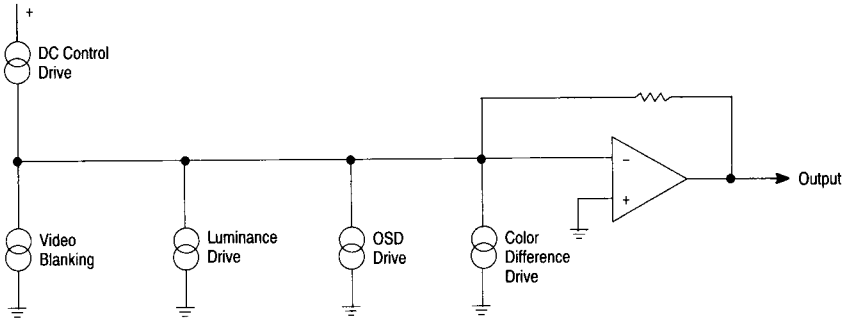 +
DC Control
Drive
Video
Blanking
Luminance
Drive
OSD
Drive
Color
Difference
Drive
−
+
Output